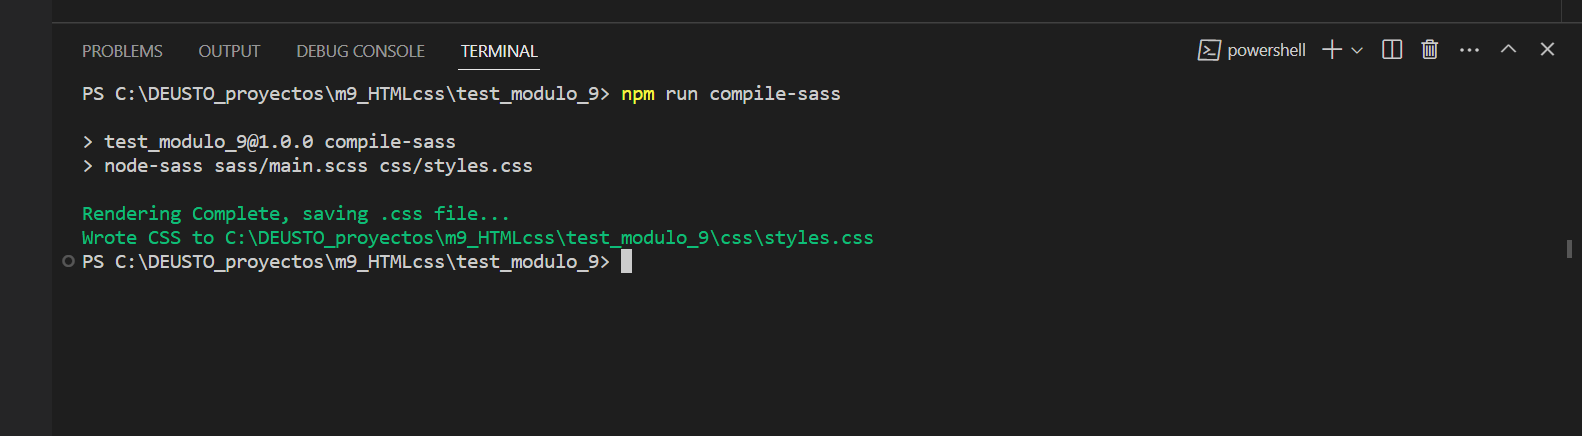 PROBLEMS OUTPUT DEBUG CONSOLE TERMINAL powershell
PS C:\DEUSTO_proyectos\m9_HTMLcss\test_modulo_9> npm run compile-sass
> test_modulo_9@1.0.0 compile-sass
> node-sass sass/main.scss css/styles.css
Rendering Complete, saving .css file...
Wrote CSS to C:\DEUSTO_proyectos\m9_HTMLcss\test_modulo_9\css\styles.css
PS C:\DEUSTO_proyectos\m9_HTMLcss\test_modulo_9>